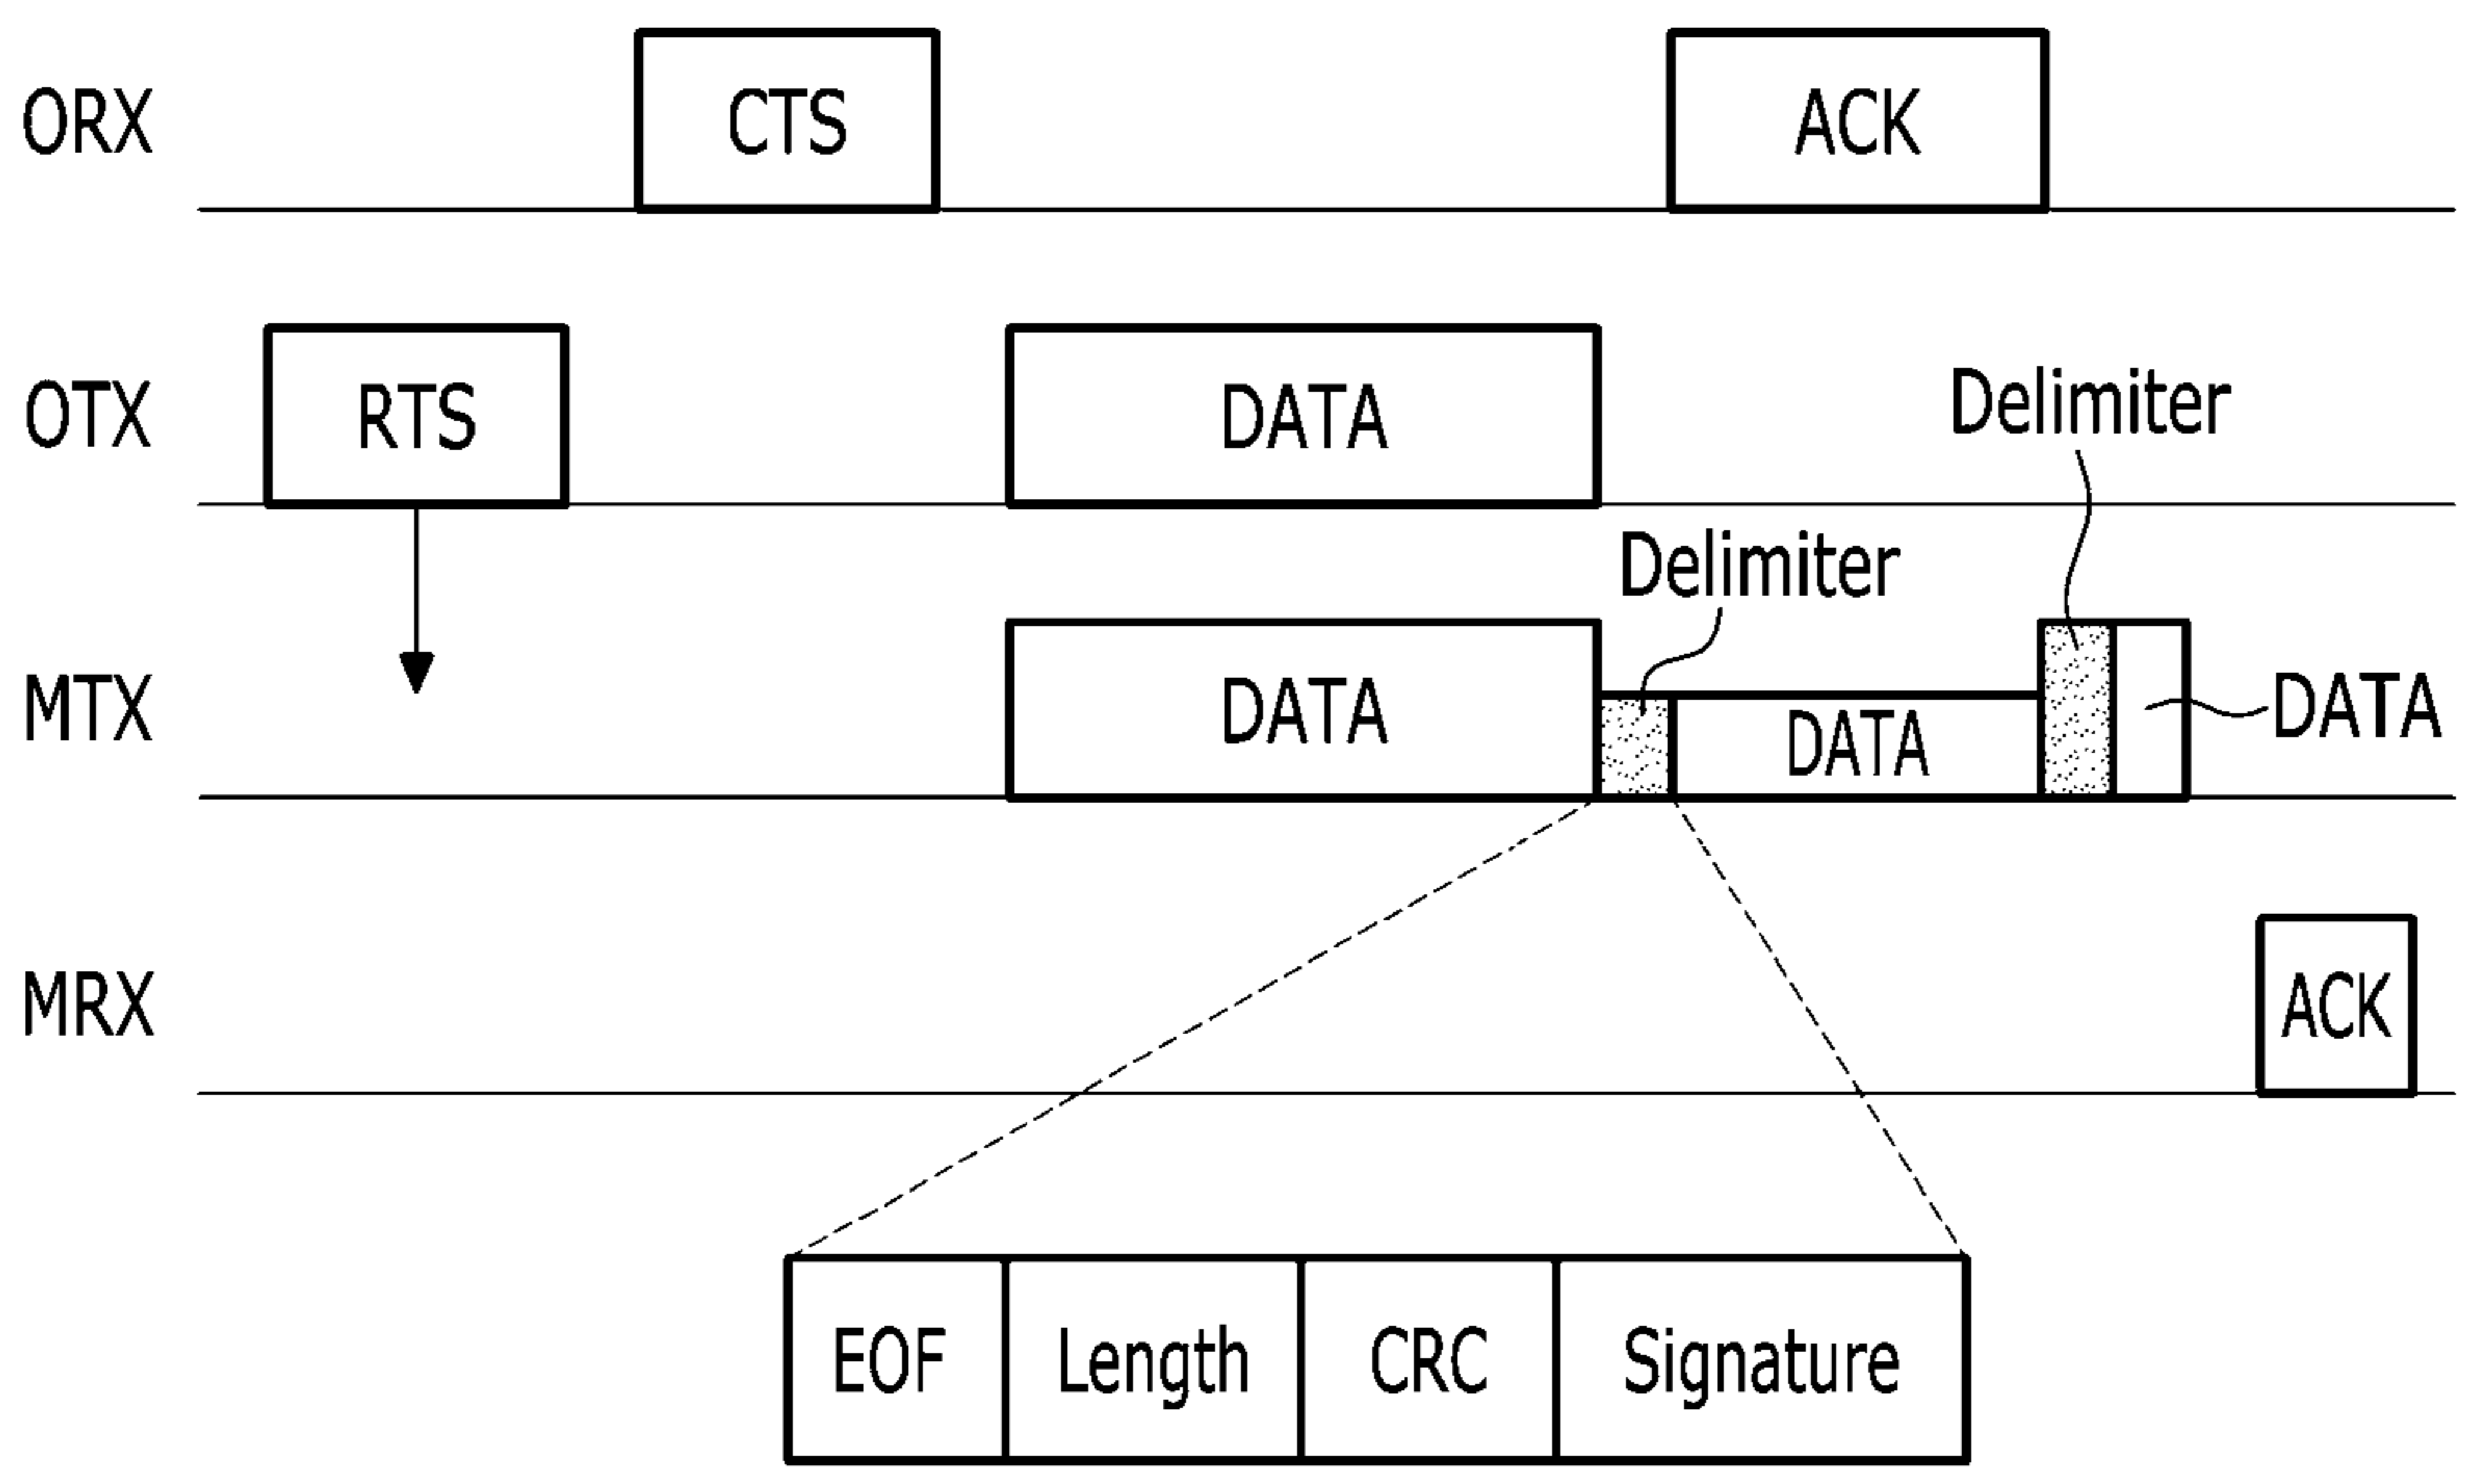 ORX CTS ACK
OTX RTS DATA Delimiter
Delimiter
MTX DATA DATA DATA
MRX ACK
EOF Length CRC Signature